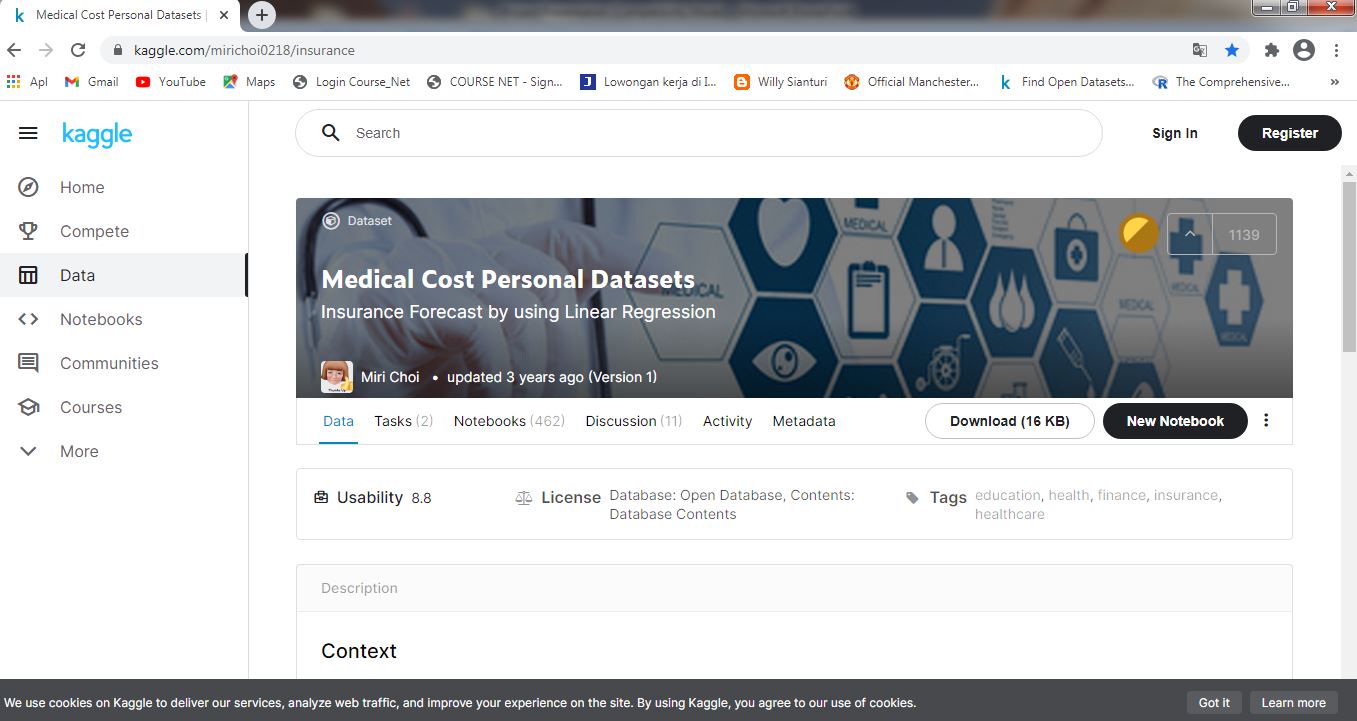 Medical Cost Personal Datasets |
kaggle.com/mirichoi0218/insurance
Apl
Gmail
YouTube
Maps
Login Course_Net
COURSE NET - Sign...
Lowongan kerja di I...
Willy Sianturi
Official Manchester...
Find Open Datasets...
The Comprehensive...
»
kaggle
Search
Sign In
Register
Home
Compete
Data
Notebooks
Communities
Courses
More
Dataset
1139
Medical Cost Personal Datasets
Insurance Forecast by using Linear Regression
Miri Choi • updated 3 years ago (Version 1)
MEDICAL
MEDICAL
MEDICAL
MEDICAL
Data
Tasks (2)
Notebooks (462)
Discussion (11)
Activity
Metadata
Download (16 KB)
New Notebook
Usability 8.8
License Database: Open Database, Contents:
Database Contents
Tags education, health, finance, insurance,
healthcare
Description
Context
We use cookies on Kaggle to deliver our services, analyze web traffic, and improve your experience on the site. By using Kaggle, you agree to our use of cookies.
Got it
Learn more